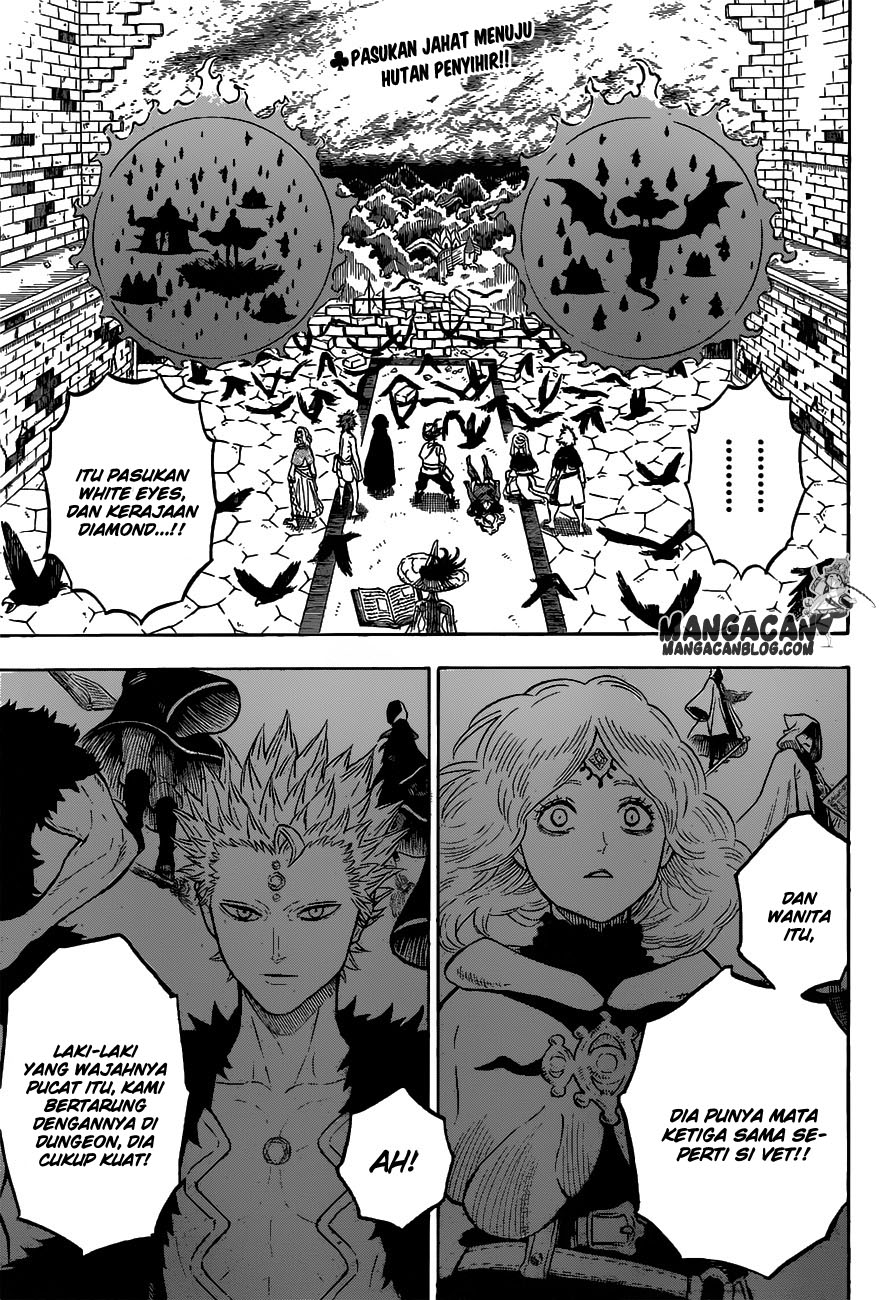 ♣PASUKAN JAHAT MENUJU
HUTAN PENYIHIR!!
⋮⋮
ITU PASUKAN
WHITE EYES,
DAN KERAJAAN
DIAMOND...!!
MANGACAN
MANGACANBLOG.COM
DAN
WANITA
ITU,
DIA PUNYA MATA
KETIGA SAMA SE-
PERTI SI VET!!
AH!
LAKI-LAKI
YANG WAJAHNYA
PUCAT ITU, KAMI
BERTARUNG
DENGANNYA DI
DUNGEON, DIA
CUKUP KUAT!